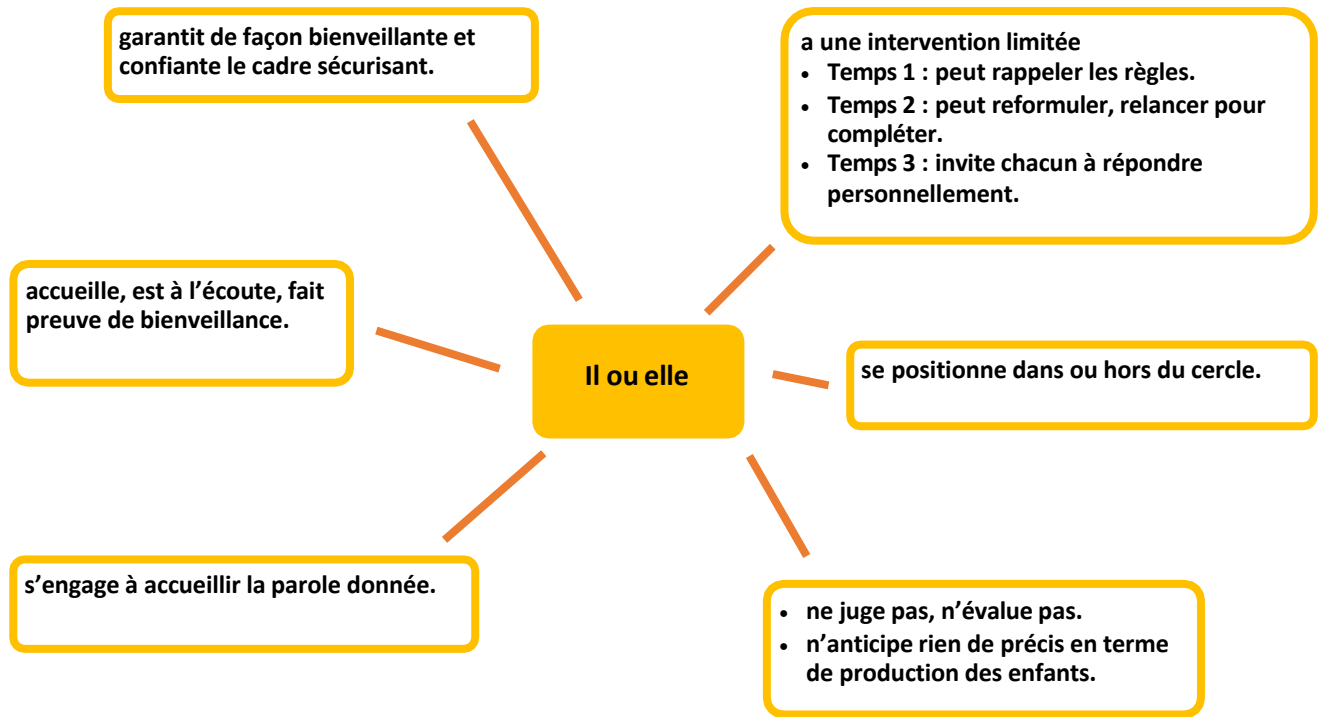 garantit de façon bienveillante et
confiante le cadre sécurisant.
a une intervention limitée
• Temps 1 : peut rappeler les règles.
• Temps 2 : peut reformuler, relancer pour
compléter.
• Temps 3 : invite chacun à répondre
personnellement.
accueille, est à l’écoute, fait
preuve de bienveillance.
Il ou elle
se positionne dans ou hors du cercle.
s’engage à accueillir la parole donnée.
• ne juge pas, n’évalue pas.
• n’anticipe rien de précis en terme
de production des enfants.